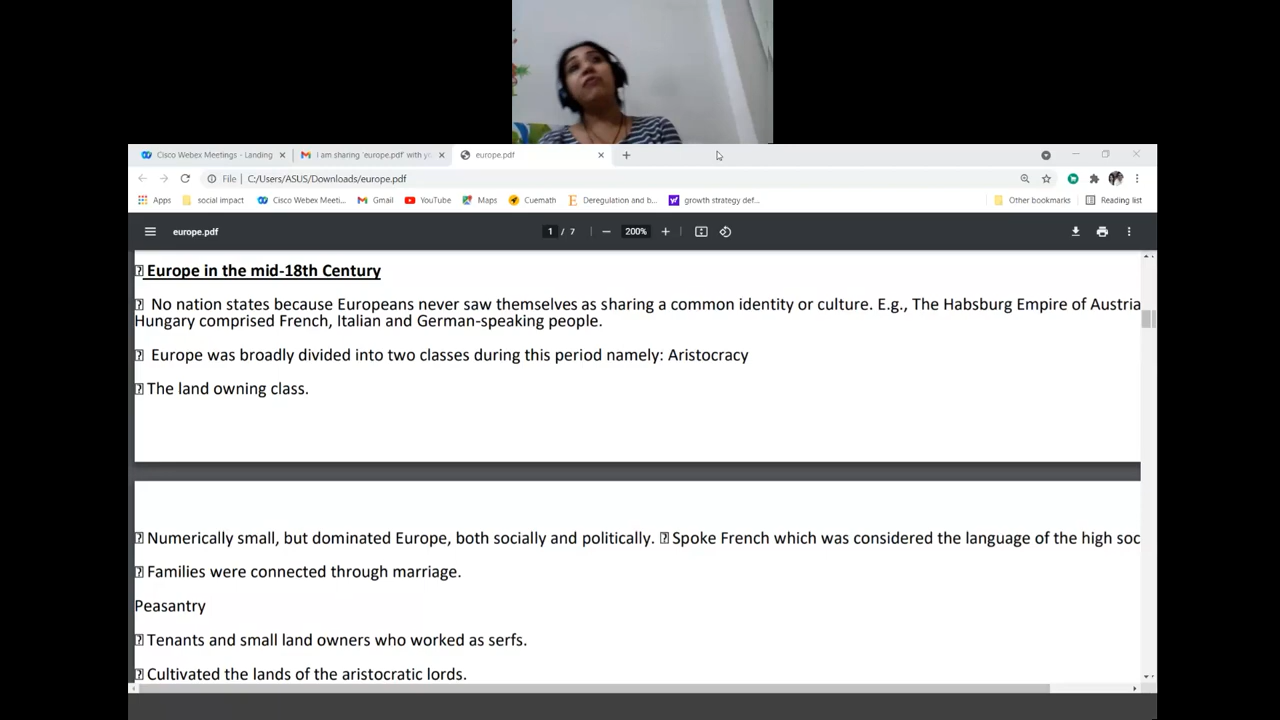 Cisco Webex Meetings - Landing
I am sharing 'europe.pdf' with
europe.pdf
File | C:/Users/ASUS/Downloads/europe.pdf
Apps social impact Cisco Webex Meeti... Gmail YouTube Maps Cuemath Deregulation and b... growth strategy def... Other bookmarks Reading list
europe.pdf 1 / 7 200%
Europe in the mid-18th Century
No nation states because Europeans never saw themselves as sharing a common identity or culture. E.g., The Habsburg Empire of Austria
Hungary comprised French, Italian and German-speaking people.
Europe was broadly divided into two classes during this period namely: Aristocracy
The land owning class.
Numerically small, but dominated Europe, both socially and politically. Spoke French which was considered the language of the high soc
Families were connected through marriage.
Peasantry
Tenants and small land owners who worked as serfs.
Cultivated the lands of the aristocratic lords.